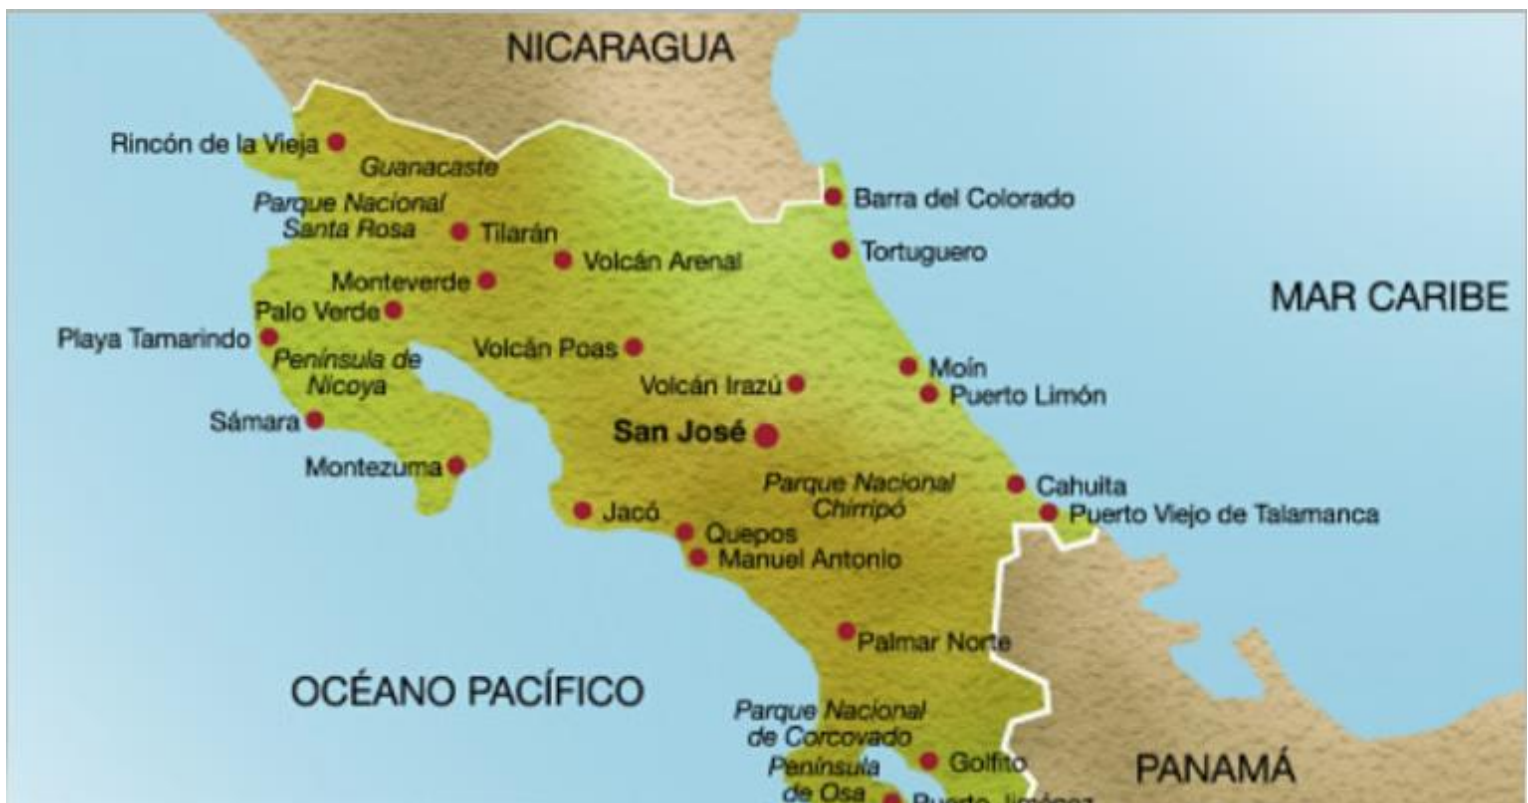 NICARAGUA
Rincón de la Vieja
Guanacaste
Parque Nacional
Santa Rosa
Barra del Colorado
Tilarán
Tortuguero
Volcán Arenal
Monteverde
MAR CARIBE
Palo Verde
Playa Tamarindo
Volcán Poas
Península de
Nicoya
Moín
Volcán Irazú
Puerto Limón
Sámara
San José
Montezuma
Parque Nacional
Chirripó
Cahuita
Jacó
Puerto Viejo de Talamanca
Quepos
Manuel Antonio
Palmar Norte
OCÉANO PACÍFICO
Parque Nacional
de Corcovado
Golfito
Península
de Osa
PANAMÁ
Puerto Jiménez